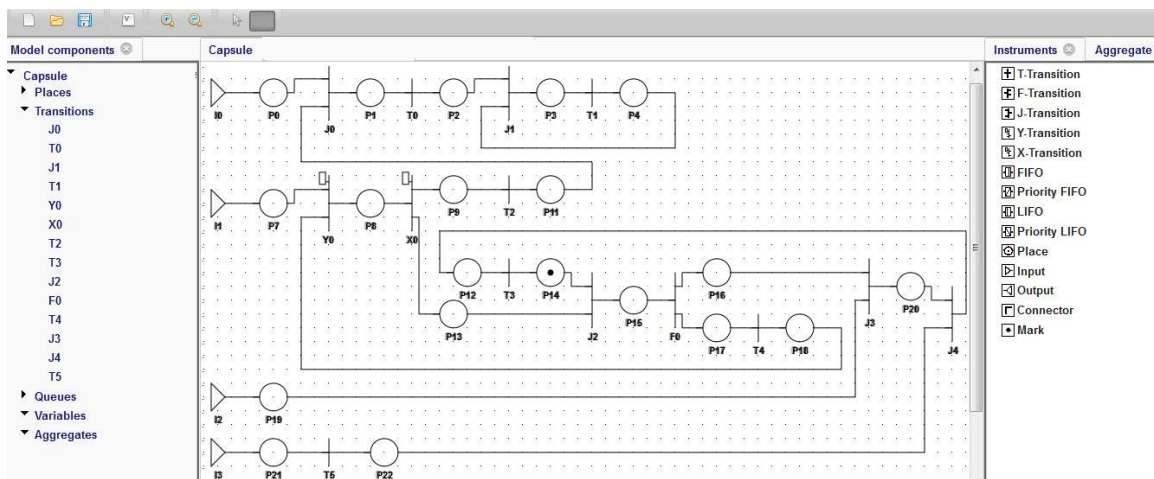 V
Model components
Capsule
Places
Transitions
J0
T0
J1
T1
Y0
X0
T2
T3
J2
F0
T4
J3
J4
T5
Queues
Variables
Aggregates
Capsule
I0 P0 J0 P1 T0 P2 J1 P3 T1 P4
I1 P7 Y0 P8 X0 P9 T2 P11
P12 T3 P14 P16
P13 J2 P15 F0 P17 T4 P18 J3 P20 J4
I2 P19
I3 P21 T5 P22
Instruments Aggregate
T-Transition
F-Transition
J-Transition
Y-Transition
X-Transition
FIFO
Priority FIFO
LIFO
Priority LIFO
Place
Input
Output
Connector
Mark